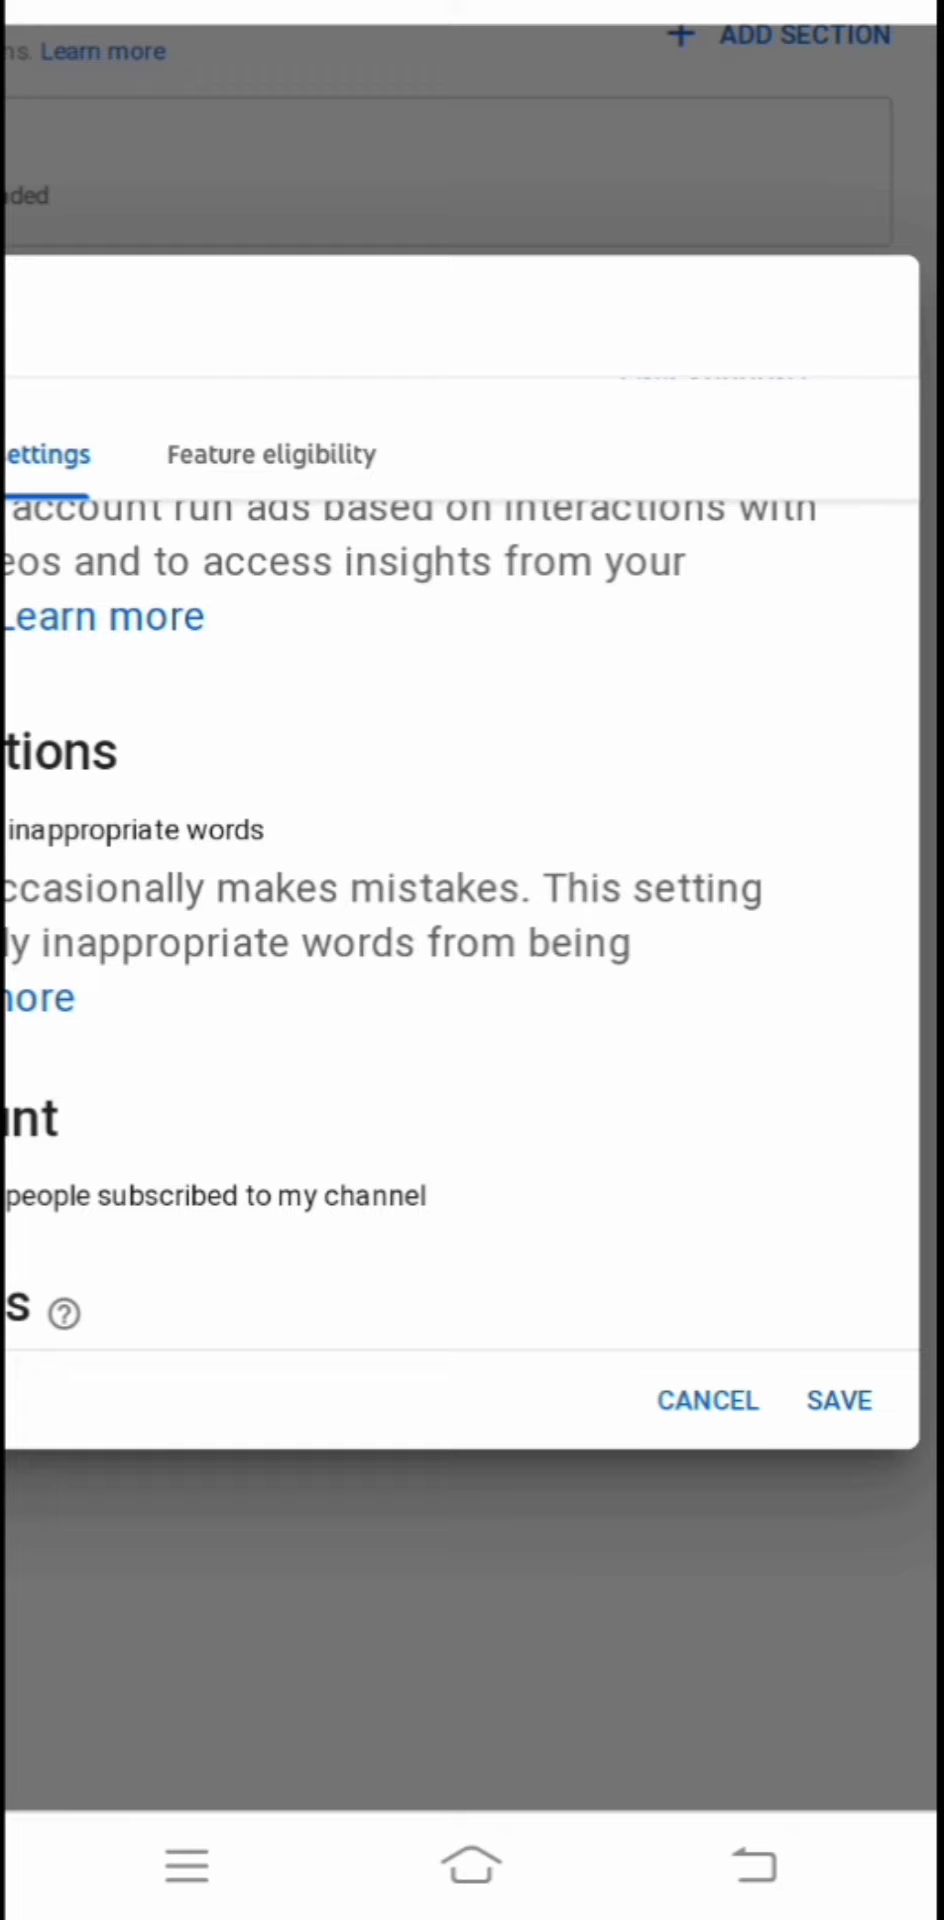 + ADD SECTION
ns. Learn more
ded
ettings Feature eligibility
account run ads based on interactions with
eos and to access insights from your
Learn more
tions
inappropriate words
ccasionally makes mistakes. This setting
ly inappropriate words from being
nore
unt
people subscribed to my channel
s ?
CANCEL SAVE